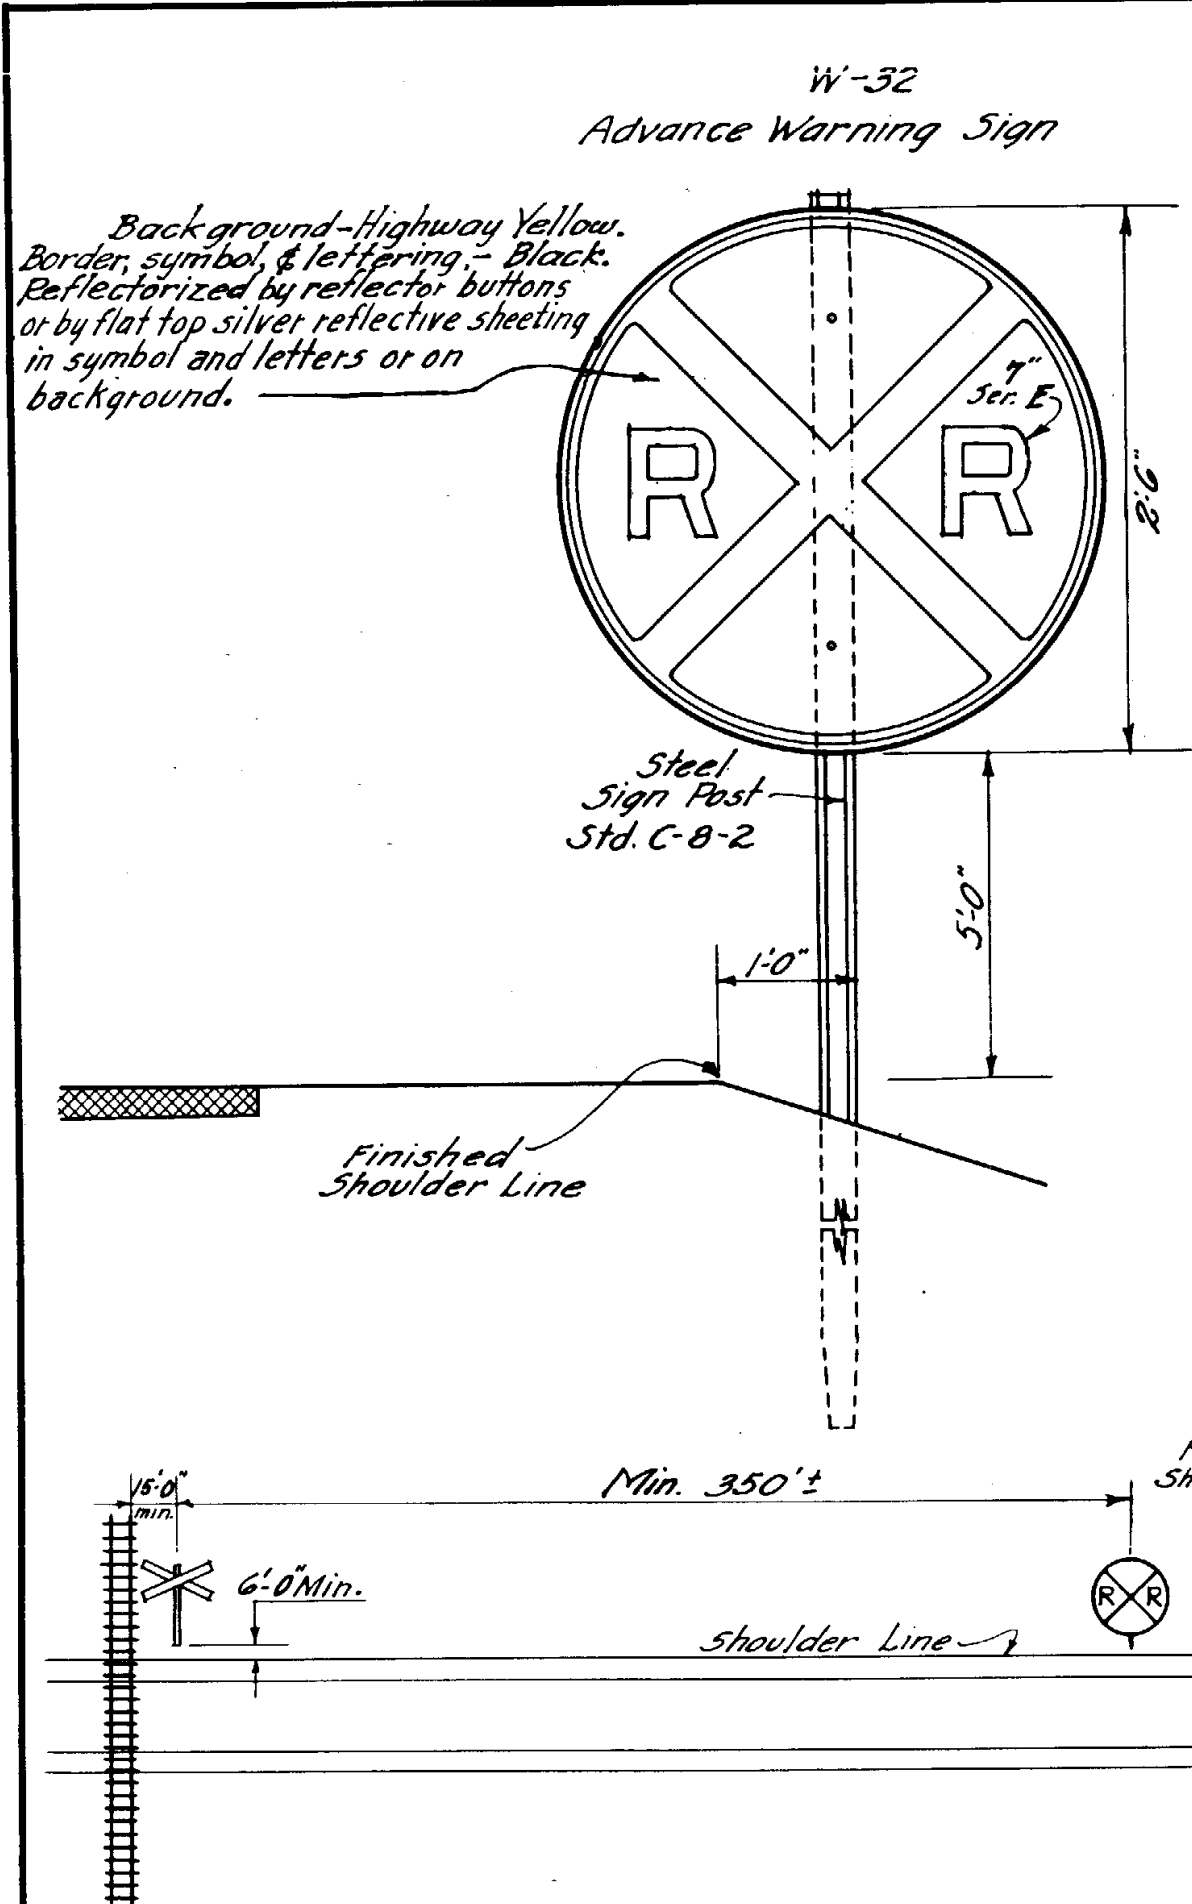 W-32
Advance Warning Sign
Background-Highway Yellow.
Border, symbol, & lettering,- Black.
Reflectorized by reflector buttons
or by flat top silver reflective sheeting
in symbol and letters or on
background.
7"
Ser. E
R R
2'-6"
Steel
Sign Post
Std. C-8-2
5'-0"
1'-0"
Finished
Shoulder Line
15'-0"
min.
Min. 350'±
Sh
6'-0" Min.
R R
Shoulder Line